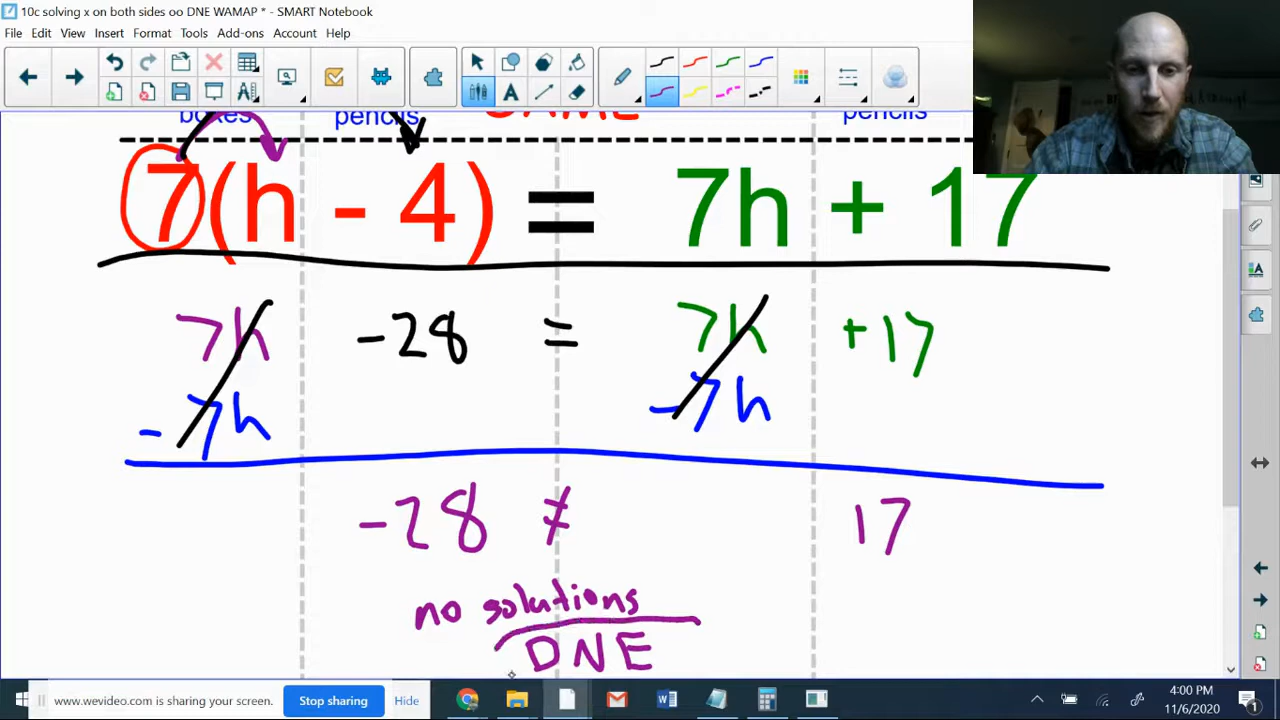 10c solving x on both sides oo DNE WAMAP * - SMART Notebook
File Edit View Insert Format Tools Add-ons Account Help
boxes pencils pencils
7(h - 4) = 7h + 17
7h -28 = 7h +17
- 7h - 7h
-28 ≠ 17
no solutions
DNE
www.wevideo.com is sharing your screen. Stop sharing Hide
4:00 PM
11/6/2020
1